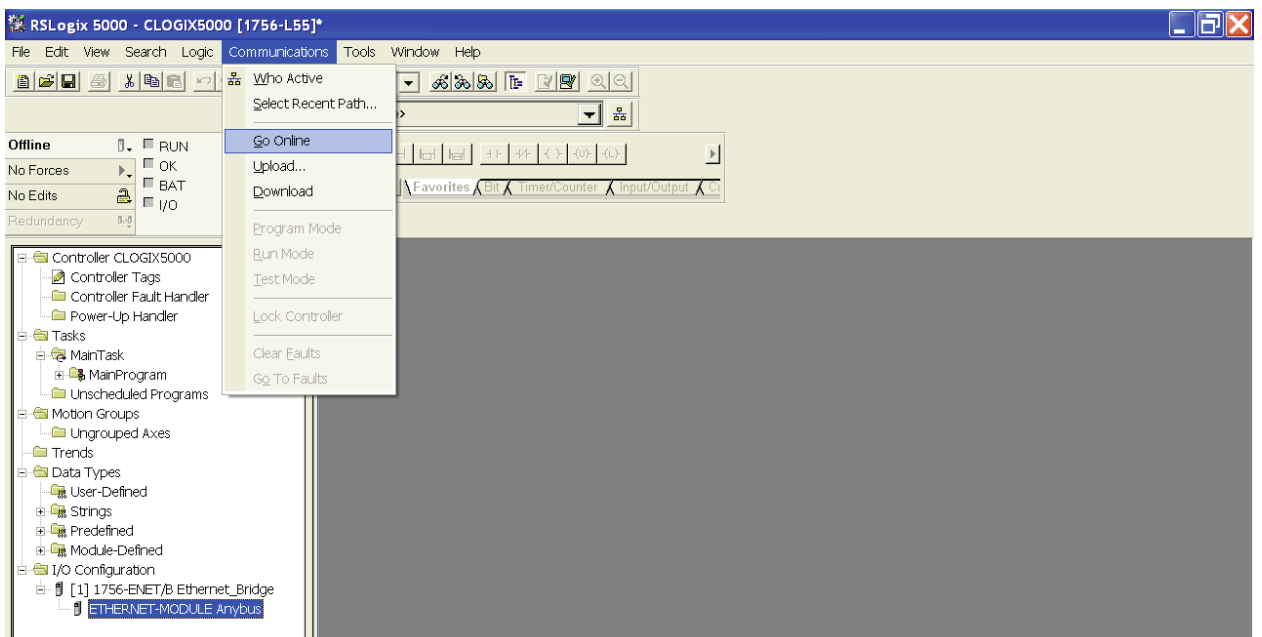 RSLogix 5000 - CLOGIX5000 [1756-L55]*
File Edit View Search Logic Communications Tools Window Help
Who Active
Select Recent Path...
Go Online
Upload...
Download
Program Mode
Run Mode
Test Mode
Lock Controller
Clear Faults
Go To Faults
Offline
RUN
No Forces
OK
No Edits
BAT
I/O
Redundancy
Favorites Bit Timer/Counter Input/Output
Controller CLOGIX5000
Controller Tags
Controller Fault Handler
Power-Up Handler
Tasks
MainTask
MainProgram
Unscheduled Programs
Motion Groups
Ungrouped Axes
Trends
Data Types
User-Defined
Strings
Predefined
Module-Defined
I/O Configuration
[1] 1756-ENET/B Ethernet_Bridge
ETHERNET-MODULE Anybus